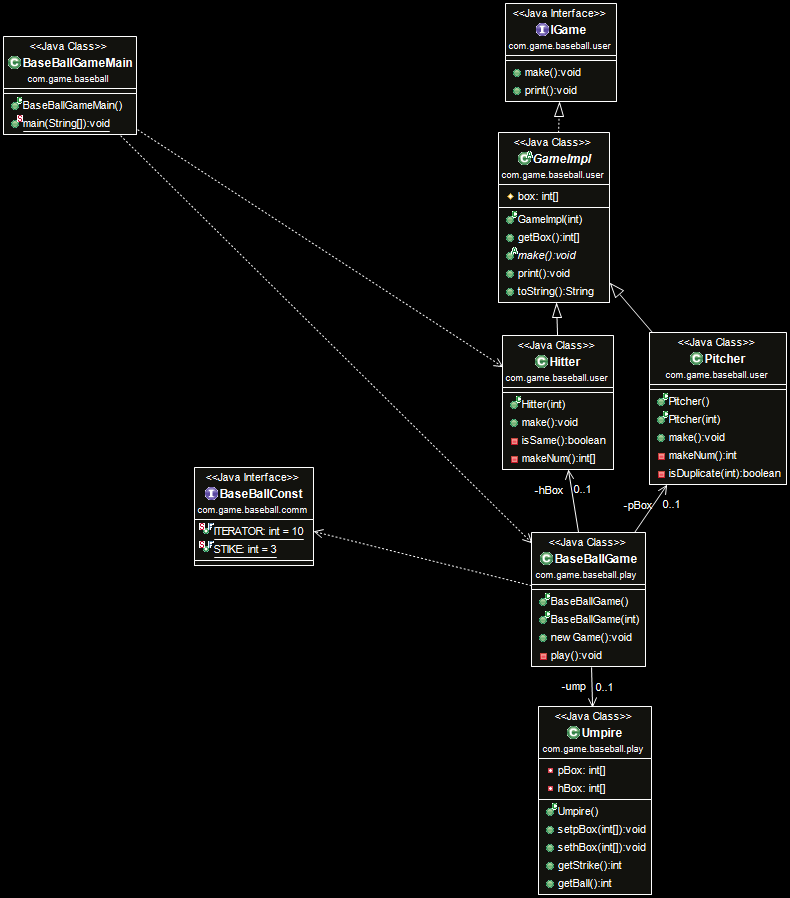 <<Java Interface>>
IGame
com.game.baseball.user
make():void
print():void
<<Java Class>>
BaseBallGameMain
com.game.baseball
BaseBallGameMain()
main(String[]):void
<<Java Class>>
GameImpl
com.game.baseball.user
box: int[]
GameImpl(int)
getBox():int[]
make():void
print():void
toString():String
<<Java Class>>
Hitter
com.game.baseball.user
Hitter(int)
make():void
isSame():boolean
makeNum():int[]
<<Java Class>>
Pitcher
com.game.baseball.user
Pitcher()
Pitcher(int)
make():void
makeNum():int
isDuplicate(int):boolean
<<Java Interface>>
BaseBallConst
com.game.baseball.comm
ITERATOR: int = 10
STIKE: int = 3
-hBox 0..1
-pBox 0..1
<<Java Class>>
BaseBallGame
com.game.baseball.play
BaseBallGame()
BaseBallGame(int)
newGame():void
play():void
-ump 0..1
<<Java Class>>
Umpire
com.game.baseball.play
pBox: int[]
hBox: int[]
Umpire()
setpBox(int[]):void
sethBox(int[]):void
getStrike():int
getBall():int